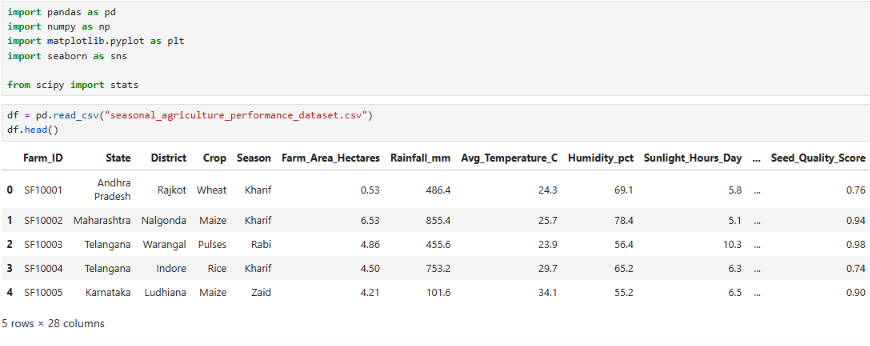 import pandas as pd
import numpy as np
import matplotlib.pyplot as plt
import seaborn as sns
from scipy import stats
df = pd.read_csv("seasonal_agriculture_performance_dataset.csv")
df.head()
Farm_ID State District Crop Season Farm_Area_Hectares Rainfall_mm Avg_Temperature_C Humidity_pct Sunlight_Hours_Day ... Seed_Quality_Score
0 SF10001 Andhra Pradesh Rajkot Wheat Kharif 0.53 486.4 24.3 69.1 5.8 ... 0.76
1 SF10002 Maharashtra Nalgonda Maize Kharif 6.53 855.4 25.7 78.4 5.1 ... 0.94
2 SF10003 Telangana Warangal Pulses Rabi 4.86 455.6 23.9 56.4 10.3 ... 0.98
3 SF10004 Telangana Indore Rice Kharif 4.50 753.2 29.7 65.2 6.3 ... 0.74
4 SF10005 Karnataka Ludhiana Maize Zaid 4.21 101.6 34.1 55.2 6.5 ... 0.90
5 rows × 28 columns